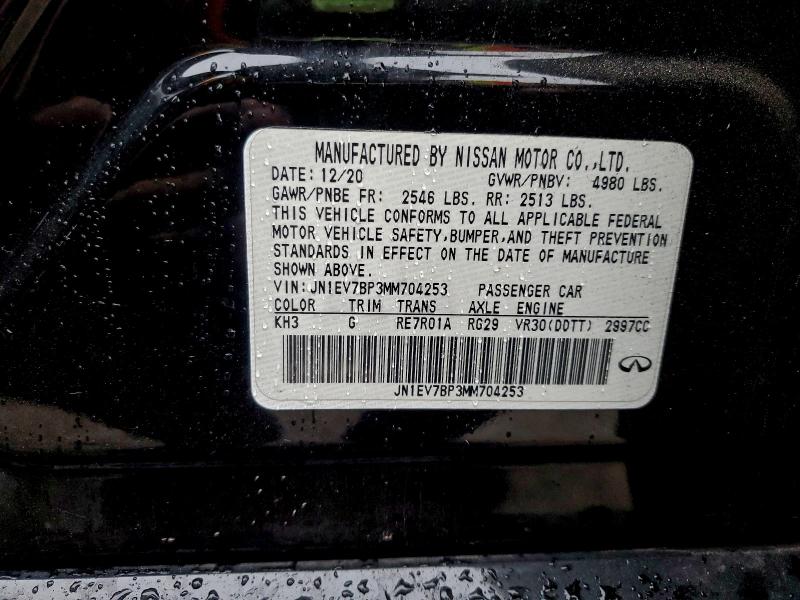 MANUFACTURED BY NISSAN MOTOR CO.,LTD.
DATE: 12/20 GVWR/PNBV: 4980 LBS.
GAWR/PNBE FR: 2546 LBS. RR: 2513 LBS.
THIS VEHICLE CONFORMS TO ALL APPLICABLE FEDERAL
MOTOR VEHICLE SAFETY,BUMPER,AND THEFT PREVENTION
STANDARDS IN EFFECT ON THE DATE OF MANUFACTURE
SHOWN ABOVE.
VIN:JN1EV7BP3MM704253 PASSENGER CAR
COLOR TRIM TRANS AXLE ENGINE
KH3 G RE7R01A RG29 VR30(DDTT) 2997CC
JN1EV7BP3MM704253